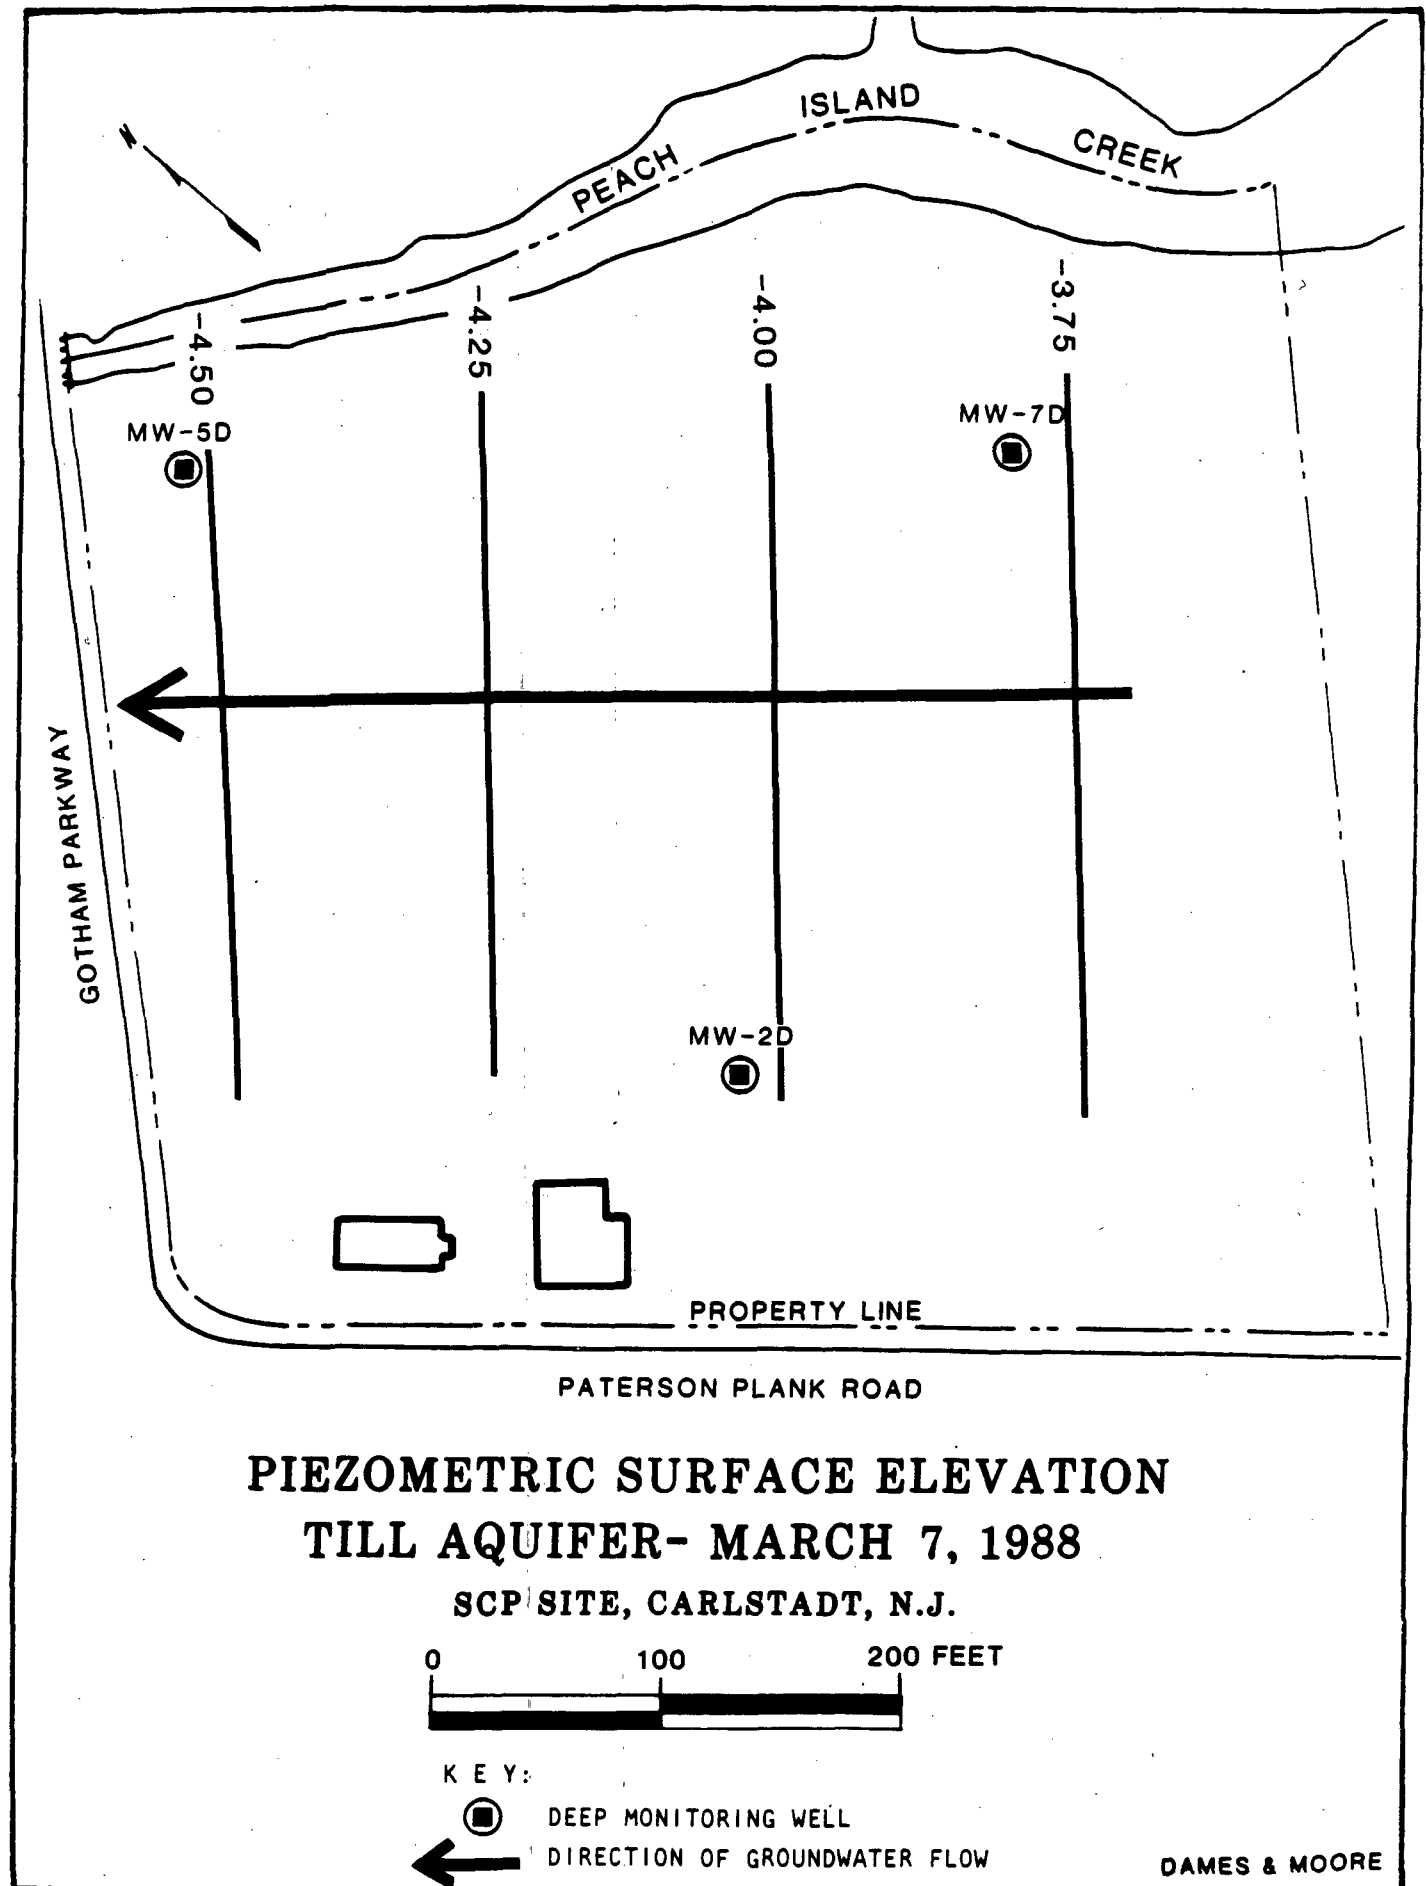 ISLAND
PEACH
CREEK
N
-4.50
-4.25
-4.00
-3.75
MW-5D
MW-7D
GOTHAM PARKWAY
MW-2D
PROPERTY LINE
PATERSON PLANK ROAD
PIEZOMETRIC SURFACE ELEVATION
TILL AQUIFER- MARCH 7, 1988
SCP SITE, CARLSTADT, N.J.
0 100 200 FEET
KEY:
DEEP MONITORING WELL
DIRECTION OF GROUNDWATER FLOW
DAMES & MOORE